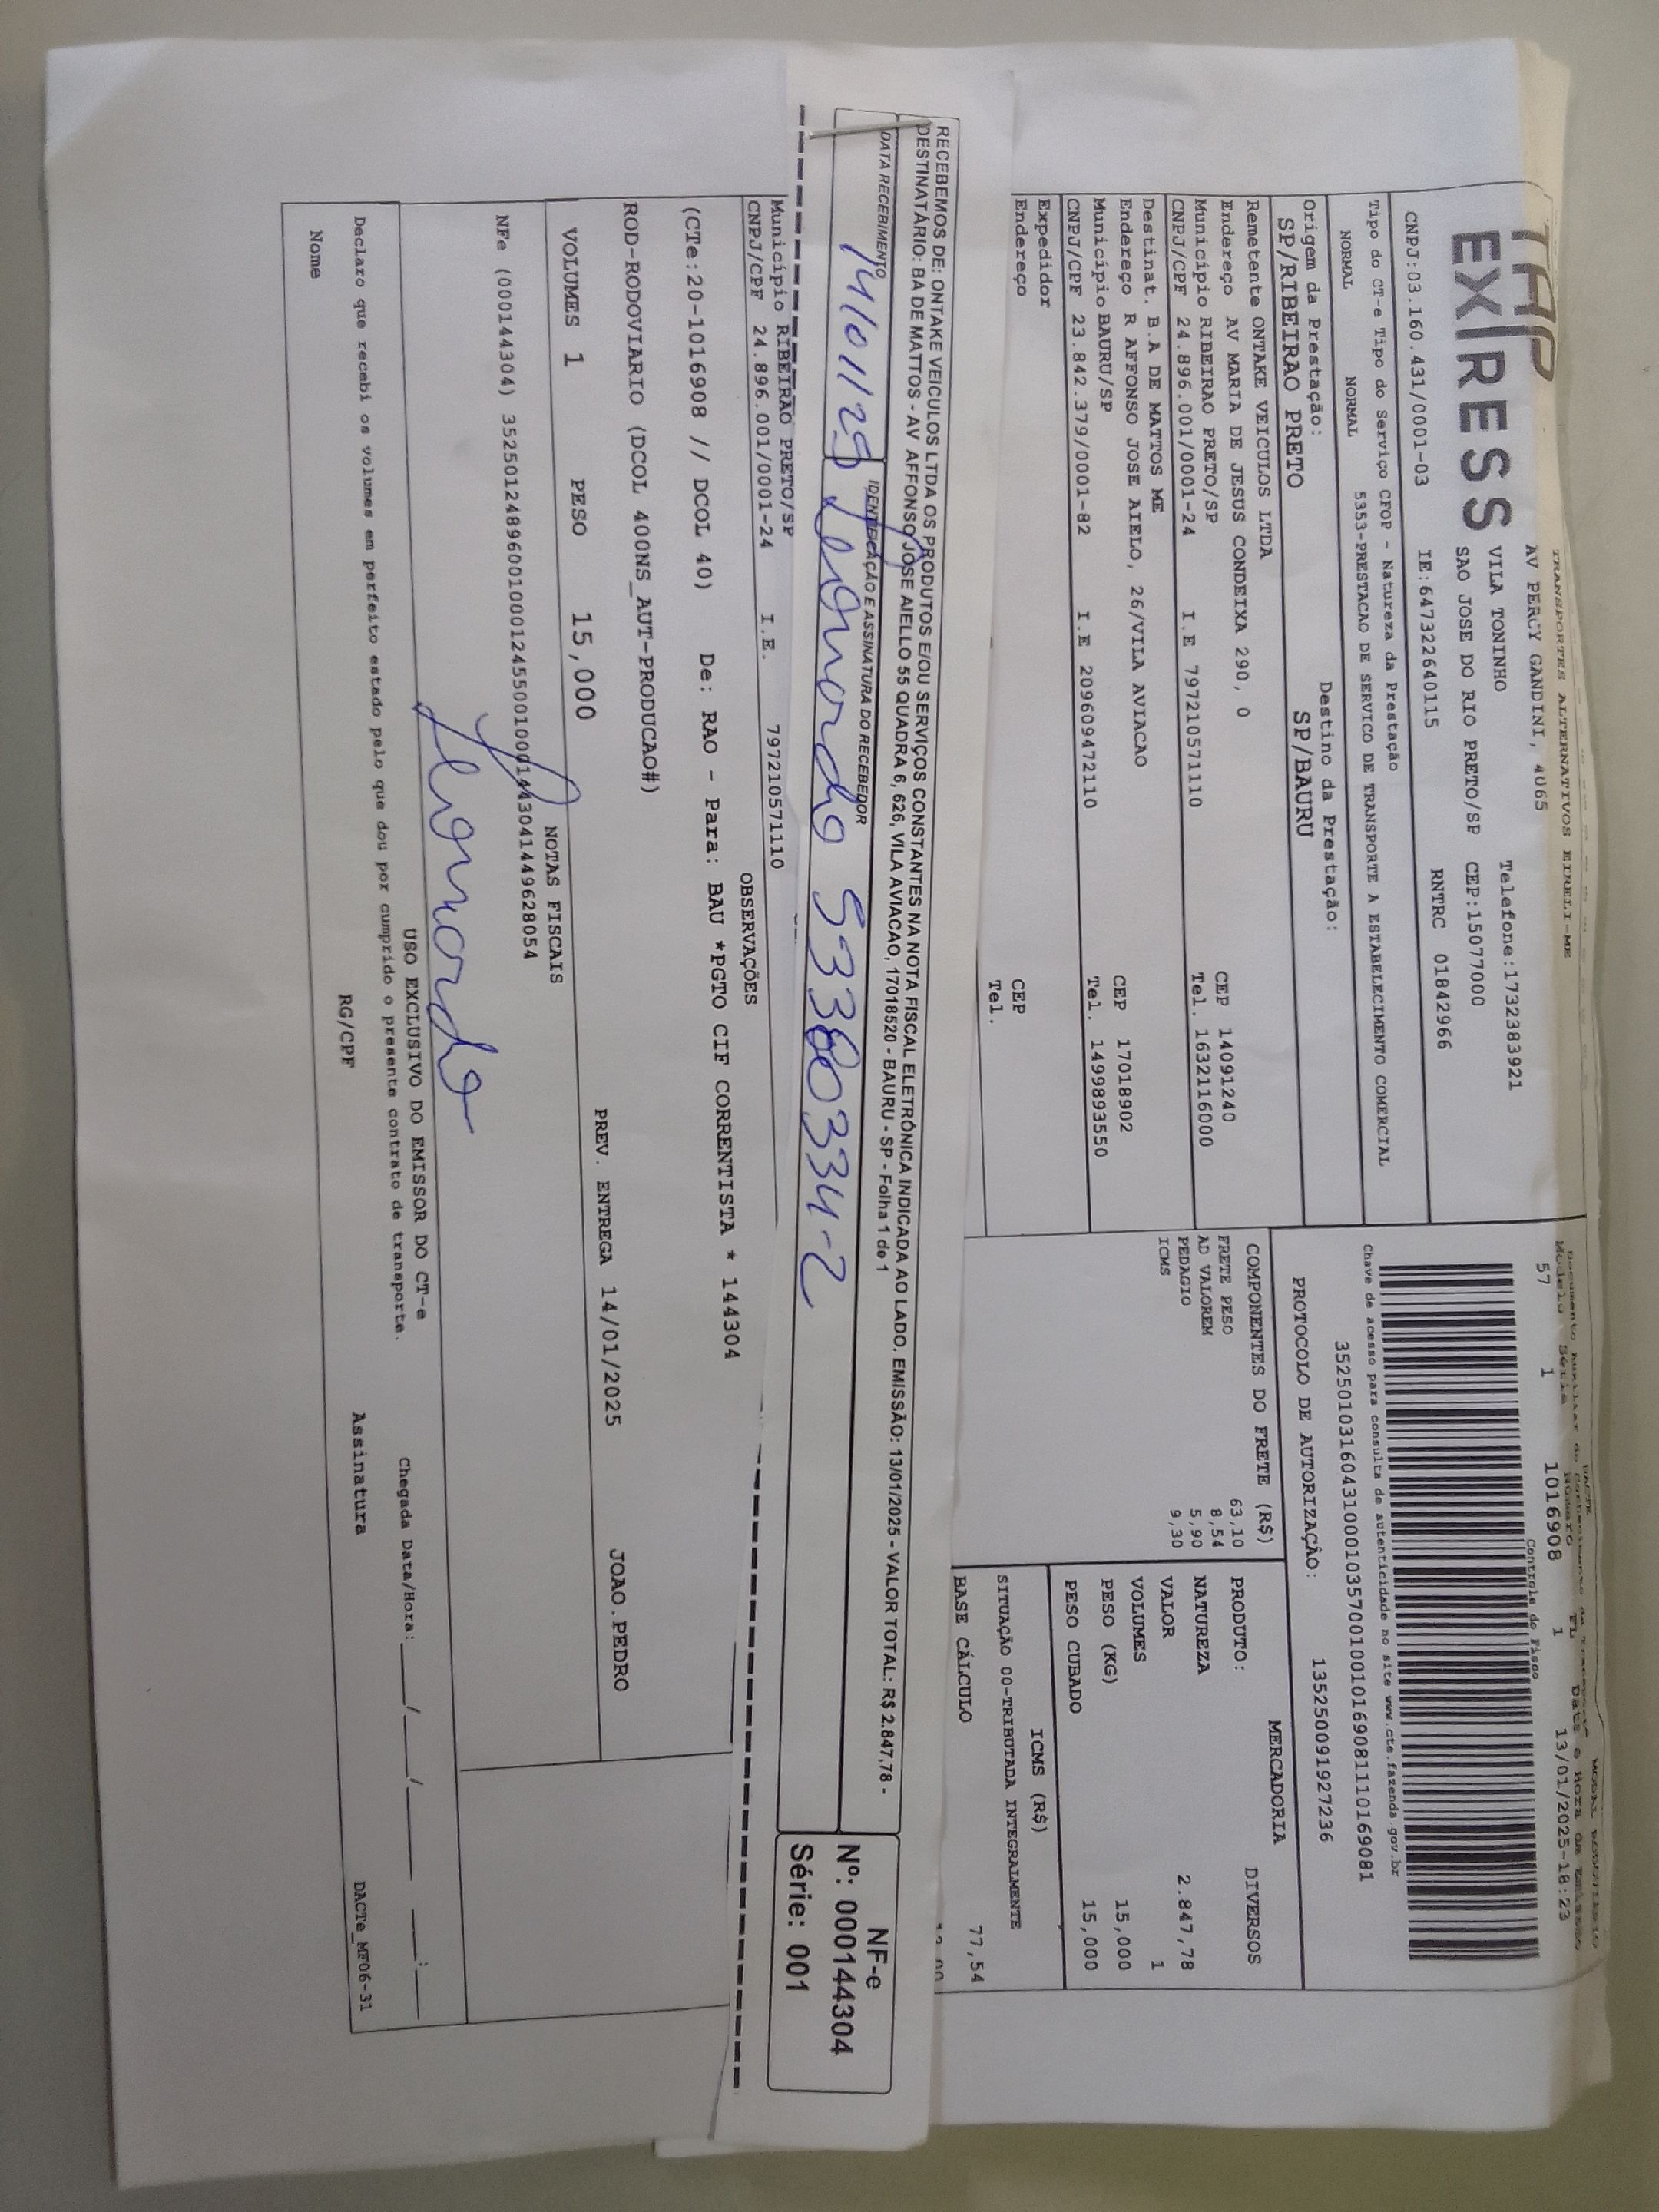 TRANSPORTES ALTERNATIVOS EIRELI-ME
TAP
EXPRESS
AV PERCY GANDINI, 4065
VILA TONINHO
Telefone:1732383921
SAO JOSE DO RIO PRETO/SP CEP:15077000
CNPJ:03.160.431/0001-03 IE:647322640115 RNTRC 01842966
Tipo do CT-e Tipo do Serviço CFOP - Natureza da Prestação
NORMAL NORMAL 5353-PRESTACAO DE SERVICO DE TRANSPORTE A ESTABELECIMENTO COMERCIAL
Origem da Prestação: Destino da Prestação:
SP/RIBEIRAO PRETO SP/BAURU
Remetente ONTAKE VEICULOS LTDA
Endereço AV MARIA DE JESUS CONDEIXA 290, 0 CEP 14091240
Município RIBEIRAO PRETO/SP Tel. 1632116000
CNPJ/CPF 24.896.001/0001-24 I.E 797210571110
Destinat. B.A DE MATTOS ME
Endereço R AFFONSO JOSE AIELO, 26/VILA AVIACAO CEP 17018902
Município BAURU/SP Tel. 1499893550
CNPJ/CPF 23.842.379/0001-82 I.E 209609472110
Expedidor CEP
Endereço Tel.
Modelo Série Número FL Data e Hora de Emissão
57 1 1016908 1 13/01/2025-18:23
Controle do Fisco
Chave de acesso para consulta de autenticidade no site www.cte.fazenda.gov.br
35250103160431000103570010010169081110169081
PROTOCOLO DE AUTORIZAÇÃO: 135250091927236
COMPONENTES DO FRETE (R$)
FRETE PESO 63,10
AD VALOREM 8,54
PEDAGIO 5,90
ICMS 9,30
MERCADORIA
PRODUTO: DIVERSOS
NATUREZA
VALOR 2.847,78
VOLUMES 1
PESO (KG) 15,000
PESO CUBADO 15,000
ICMS (R$)
SITUAÇÃO 00-TRIBUTADA INTEGRALMENTE
BASE CÁLCULO 77,54
RECEBEMOS DE: ONTAKE VEICULOS LTDA OS PRODUTOS E/OU SERVIÇOS CONSTANTES NA NOTA FISCAL ELETRÔNICA INDICADA AO LADO. EMISSÃO: 13/01/2025 - VALOR TOTAL: R$ 2.847,78 -
DESTINATÁRIO: BA DE MATTOS - AV AFFONSO JOSE AIELLO 55 QUADRA 6, 626, VILA AVIACAO, 17018520 - BAURU - SP - Folha 1 de 1
DATA RECEBIMENTO IDENTIFICAÇÃO E ASSINATURA DO RECEBEDOR
14/01/25 Leonardo 53380334-2
NF-e
Nº: 000144304
Série: 001
Município RIBEIRAO PRETO/SP
CNPJ/CPF 24.896.001/0001-24 I.E. 797210571110
OBSERVAÇÕES
(CTe:20-1016908 // DCOL 40) De: RAO - Para: BAU *PGTO CIF CORRENTISTA * 144304
ROD-RODOVIARIO (DCOL 400NS_AUT-PRODUCAO#)
VOLUMES 1 PESO 15,000 PREV. ENTREGA 14/01/2025 JOAO.PEDRO
NOTAS FISCAIS
NFe (000144304) 35250124896001000124550010001443041449628054
Leonardo
USO EXCLUSIVO DO EMISSOR DO CT-e
Declaro que recebi os volumes em perfeito estado pelo que dou por cumprido o presente contrato de transporte. Chegada Data/Hora:___/___/___ __:__
Nome RG/CPF Assinatura DACTe_MF06-31